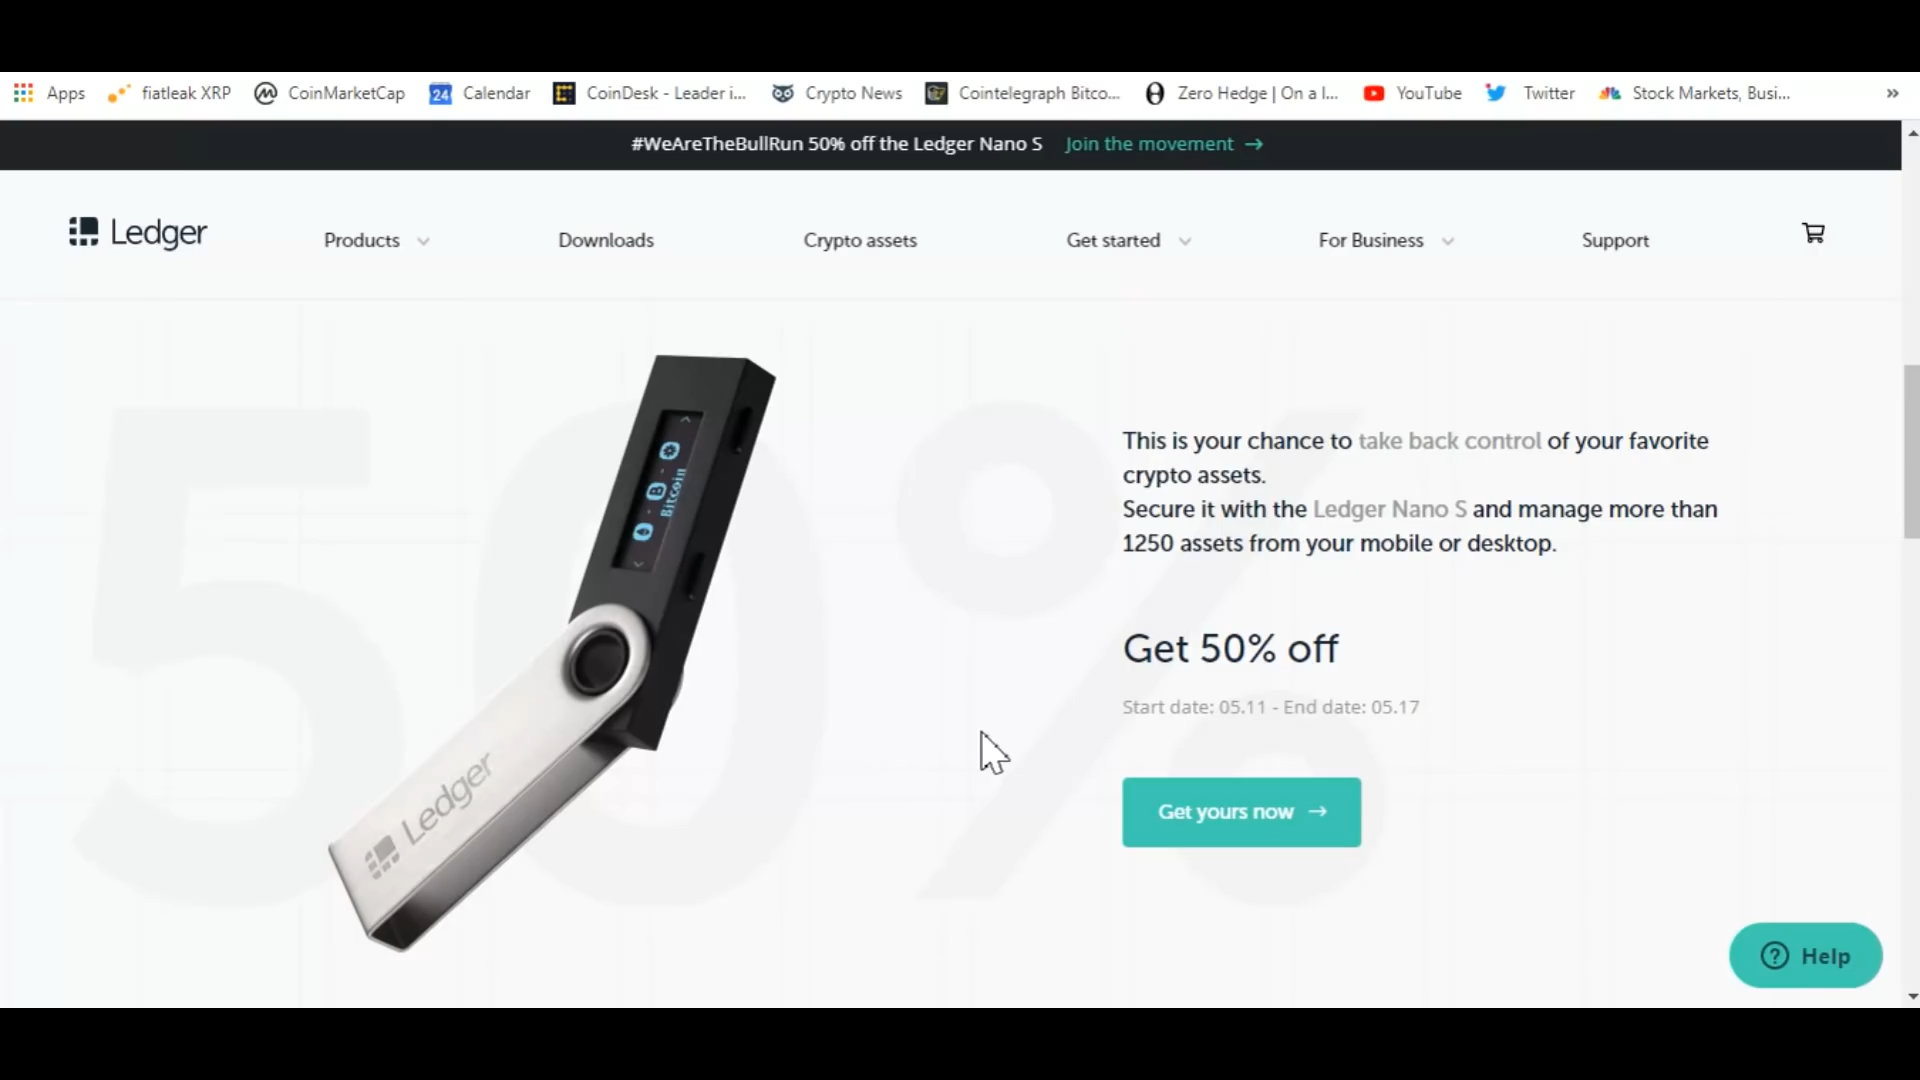 Apps fiatleak XRP CoinMarketCap 24 Calendar CoinDesk - Leader i... Crypto News Cointelegraph Bitco... Zero Hedge | On a l... YouTube Twitter Stock Markets, Busi... »
#WeAreTheBullRun 50% off the Ledger Nano S Join the movement →
Ledger Products Downloads Crypto assets Get started For Business Support
50%
Bitcoin
Ledger
This is your chance to take back control of your favorite
crypto assets.
Secure it with the Ledger Nano S and manage more than
1250 assets from your mobile or desktop.
Get 50% off
Start date: 05.11 - End date: 05.17
Get yours now →
? Help